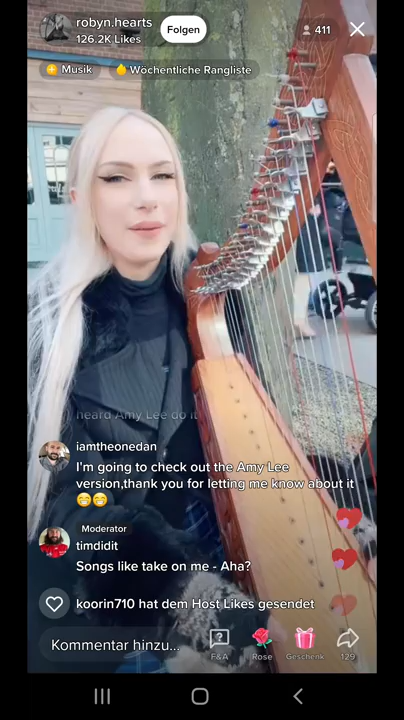 robyn.hearts
126.2K Likes
Folgen
411
Musik
Wöchentliche Rangliste
heard Amy Lee do it
iamtheonedan
I'm going to check out the Amy Lee
version,thank you for letting me know about it
😁😁
Moderator
timdidit
Songs like take on me - Aha?
koorin710 hat dem Host Likes gesendet
Kommentar hinzu...
F&A
Rose
Geschenk
129